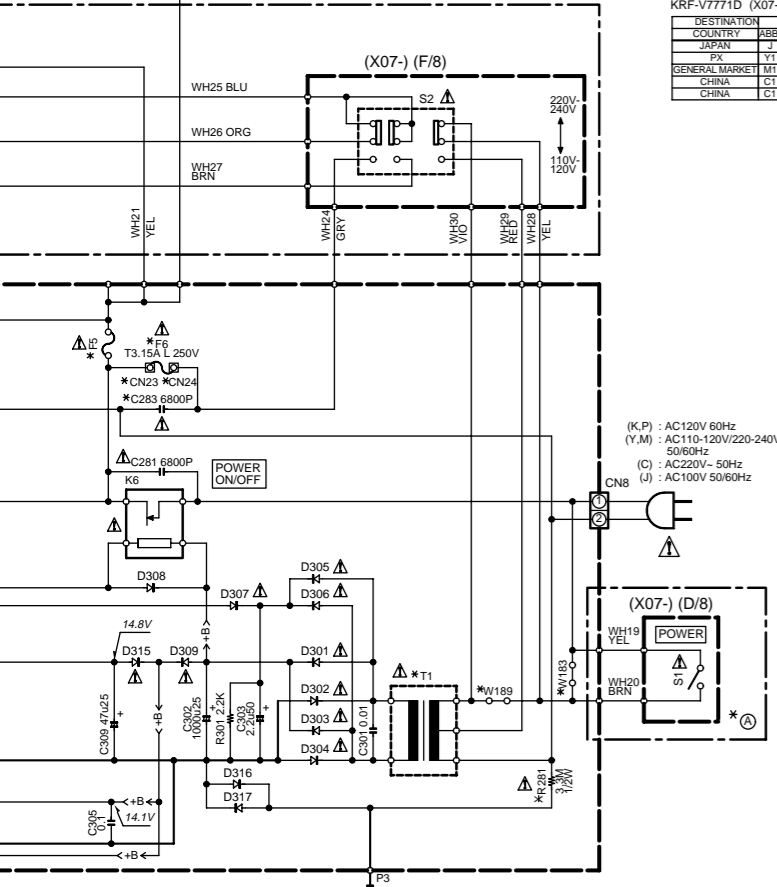 KRF-V7771D (X07-
DESTINATION
COUNTRY ABB
JAPAN J
PX Y1
GENERAL MARKET M1
CHINA C1
CHINA C1
(X07-) (F/8)
WH25 BLU
S2
220V-
240V
WH26 ORG
110V-
120V
WH27
BRN
WH21
YEL
WH24
GRY
WH30
VIO
WH29
RED
WH28
YEL
* F5
*F6
T3.15A L 250V
*CN23 *CN24
*C283 6800P
C281 6800P
POWER
ON/OFF
K6
(K,P) : AC120V 60Hz
(Y,M) : AC110-120V/220-240V
50/60Hz
(C) : AC220V~ 50Hz
(J) : AC100V 50/60Hz
CN8
1
2
D308
D305
D307
D306
14.8V
D315
D309
+B
D301
D302
D303
D304
*T1
*W189
*W183
(X07-) (D/8)
WH19
YEL
POWER
S1
WH20
BRN
* A
C309 47u25
+
+B
C302
1000u25
+
R301 2.2K
C303
2.2u50
+
C301 0.01
D316
D317
*R281
3.3M
1/2W
C305
0.1
+B
14.1V
+B
P3